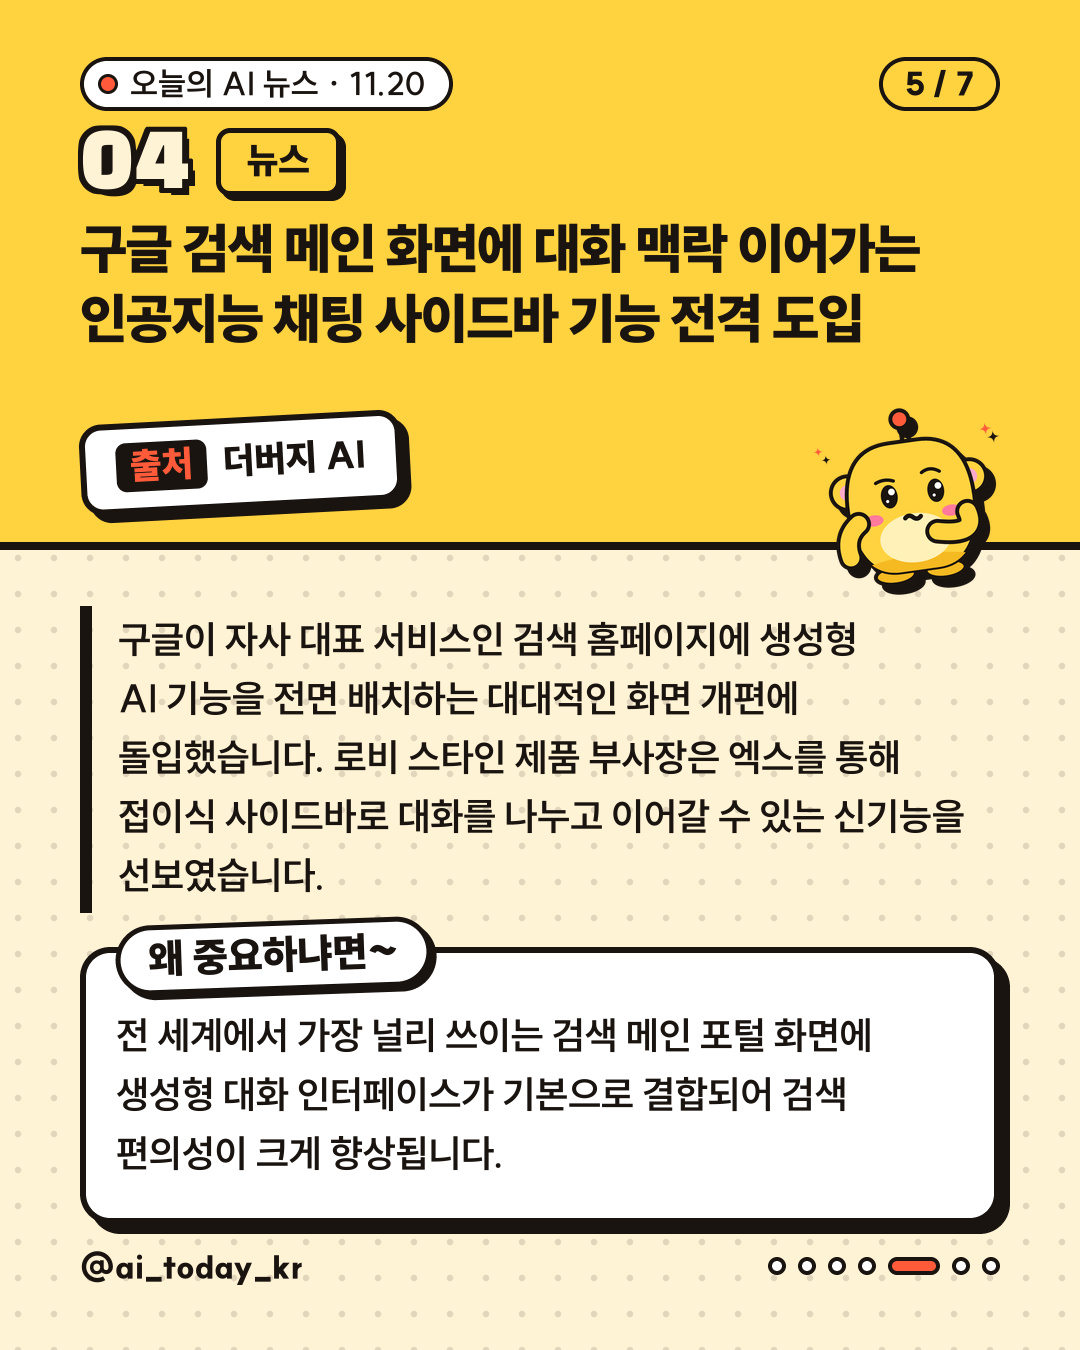 오늘의 AI 뉴스 · 11.20
5 / 7
04
뉴스
구글 검색 메인 화면에 대화 맥락 이어가는
인공지능 채팅 사이드바 기능 전격 도입
출처 더버지 AI
구글이 자사 대표 서비스인 검색 홈페이지에 생성형
AI 기능을 전면 배치하는 대대적인 화면 개편에
돌입했습니다. 로비 스타인 제품 부사장은 엑스를 통해
접이식 사이드바로 대화를 나누고 이어갈 수 있는 신기능을
선보였습니다.
왜 중요하냐면~
전 세계에서 가장 널리 쓰이는 검색 메인 포털 화면에
생성형 대화 인터페이스가 기본으로 결합되어 검색
편의성이 크게 향상됩니다.
@ai_today_kr